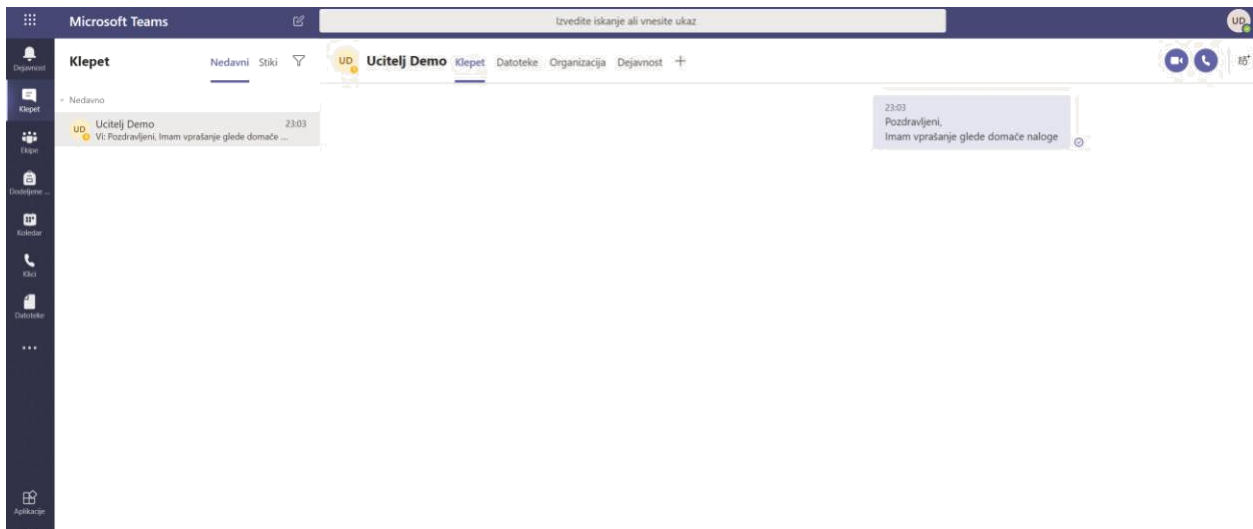 Microsoft Teams
Izvedite iskanje ali vnesite ukaz
UD
Dejavnost
Klepet
Ekipe
Dodeljene ...
Koledar
Klici
Datoteke
Aplikacije
Klepet
Nedavni Stiki
Nedavno
UD
Ucitelj Demo 23:03
Vi: Pozdravljeni, Imam vprašanje glede domače ...
UD Ucitelj Demo Klepet Datoteke Organizacija Dejavnost +
23:03
Pozdravljeni,
Imam vprašanje glede domače naloge